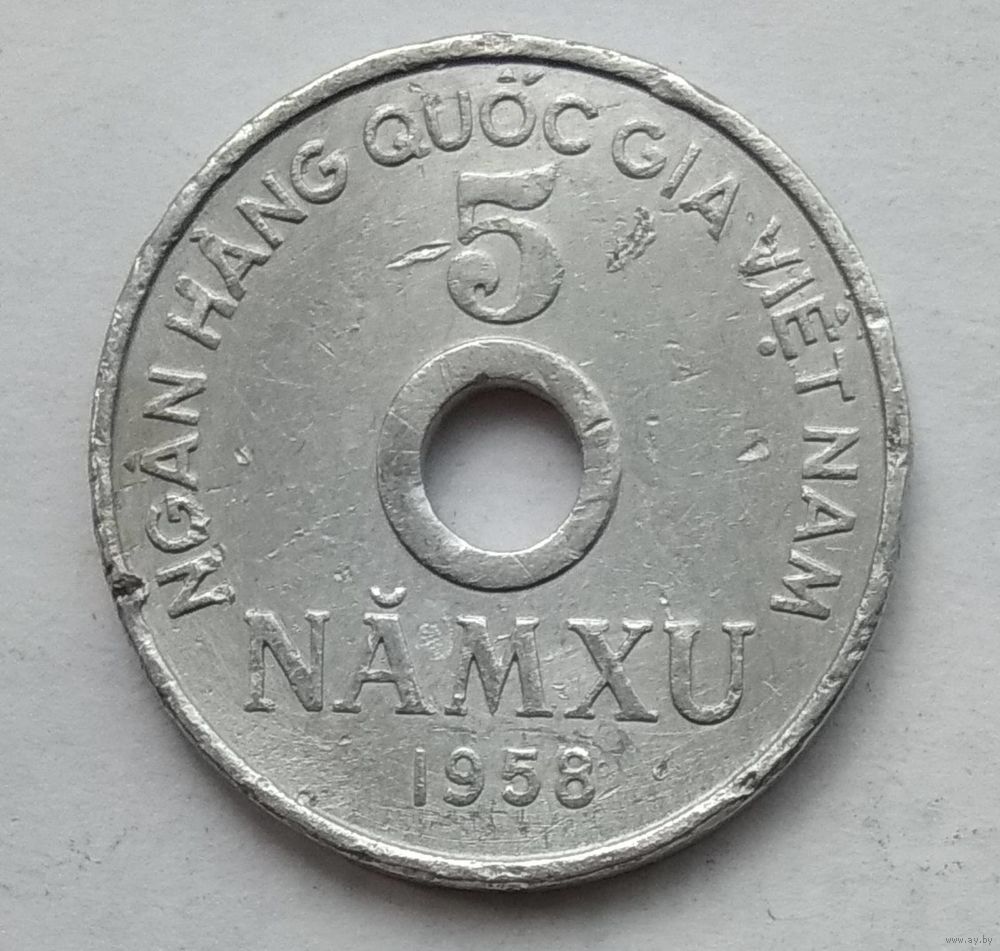 NGÂN HÀNG QUỐC GIA VIỆT NAM
5
NĂM XU
1958
www.ay.by